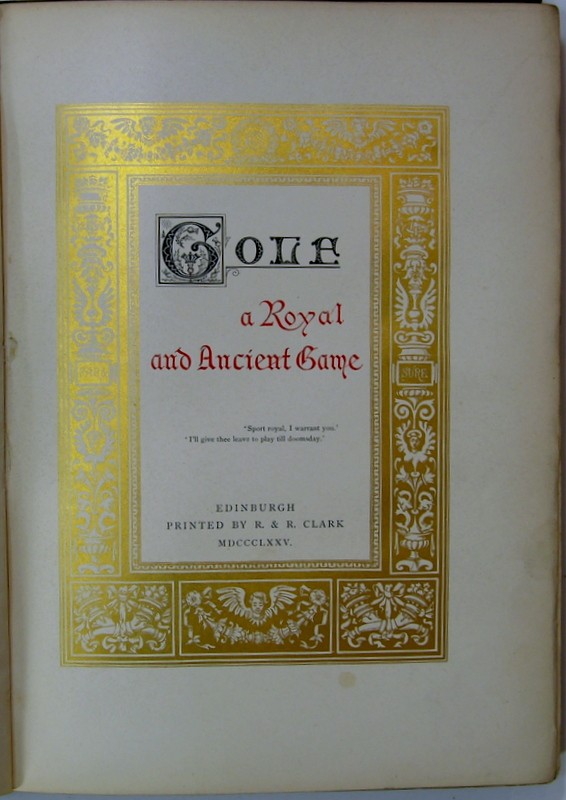 GOLF
a Royal
and Ancient Game
"Sport royal, I warrant you."
"I'll give thee leave to play till doomsday."
EDINBURGH
PRINTED BY R. & R. CLARK
MDCCCLXXV.